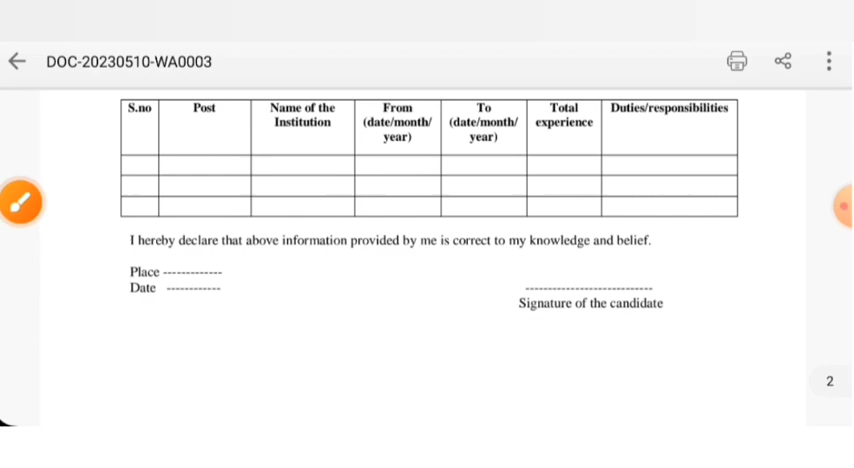 DOC-20230510-WA0003
S.no Post Name of the Institution From (date/month/ year) To (date/month/ year) Total experience Duties/responsibilities
I hereby declare that above information provided by me is correct to my knowledge and belief.
Place -------------
Date ------------
----------------------------
Signature of the candidate
2